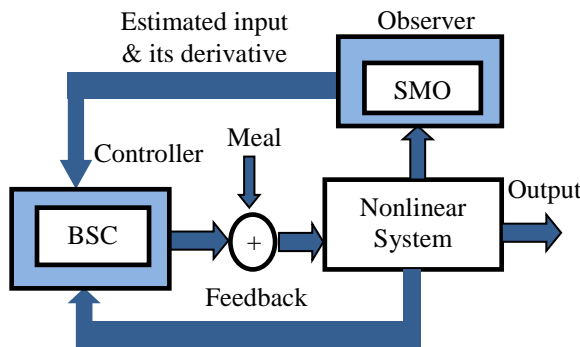 Estimated input
& its derivative
Observer
SMO
Meal
Controller
BSC
+
Nonlinear
System
Output
Feedback